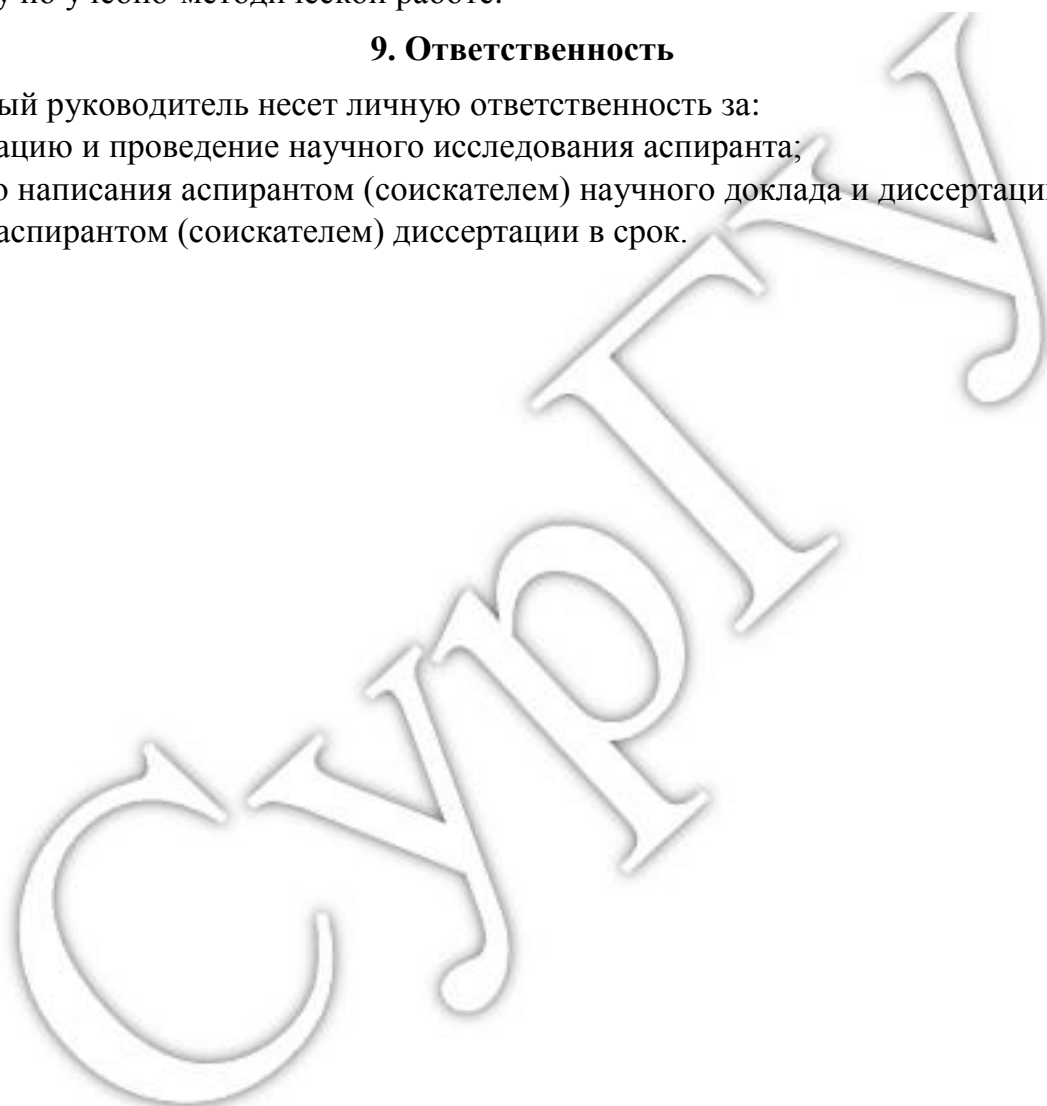 у по учебно-методической работе.
9. Ответственность
ый руководитель несет личную ответственность за:
ацию и проведение научного исследования аспиранта;
о написания аспирантом (соискателем) научного доклада и диссертаци
аспирантом (соискателем) диссертации в срок.
СурГУ